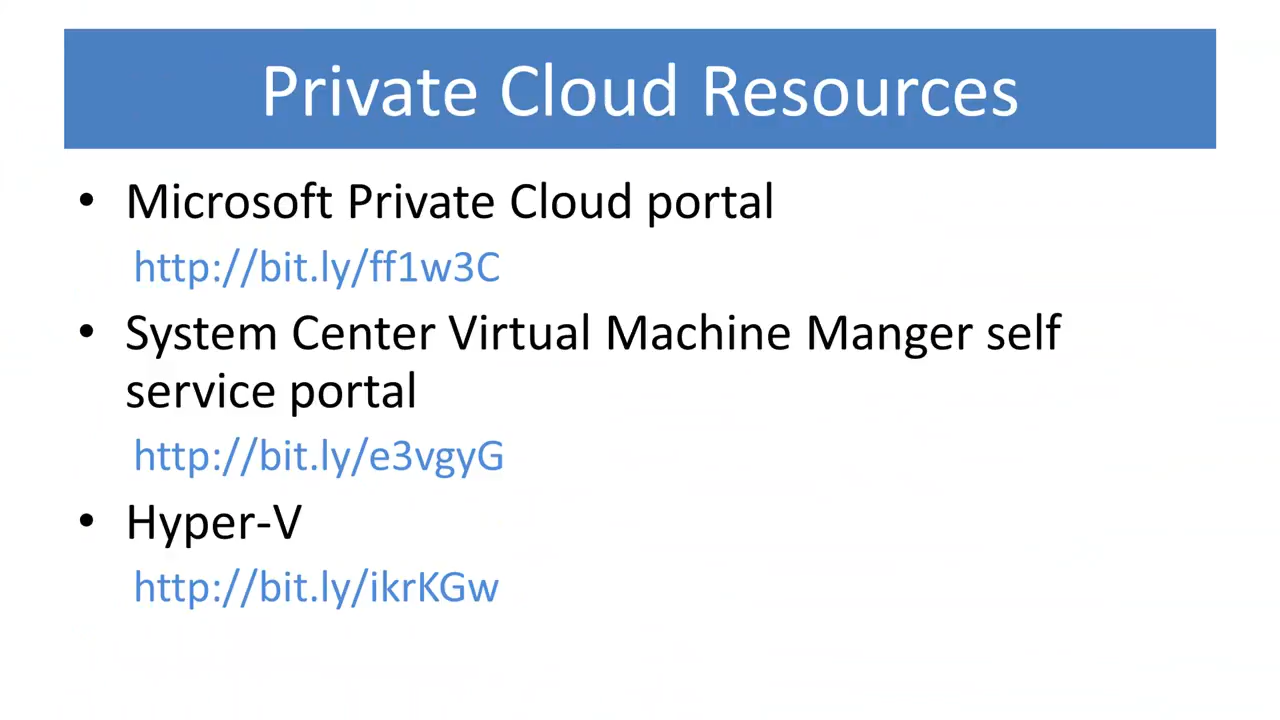 Private Cloud Resources
• Microsoft Private Cloud portal
http://bit.ly/ff1w3C
• System Center Virtual Machine Manger self
service portal
http://bit.ly/e3vgyG
• Hyper-V
http://bit.ly/ikrKGw